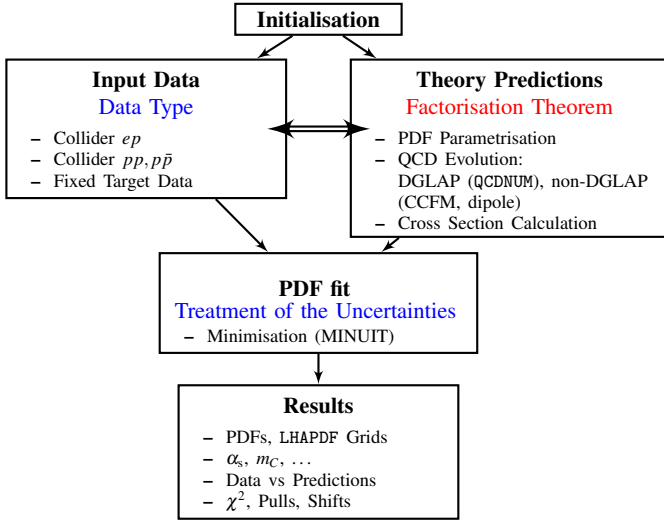 Initialisation
Input Data
Data Type
– Collider ep
– Collider pp, pp̄
– Fixed Target Data
Theory Predictions
Factorisation Theorem
– PDF Parametrisation
– QCD Evolution:
DGLAP (QCDNUM), non-DGLAP
(CCFM, dipole)
– Cross Section Calculation
PDF fit
Treatment of the Uncertainties
– Minimisation (MINUIT)
Results
– PDFs, LHAPDF Grids
– αs, mC, ...
– Data vs Predictions
– χ², Pulls, Shifts